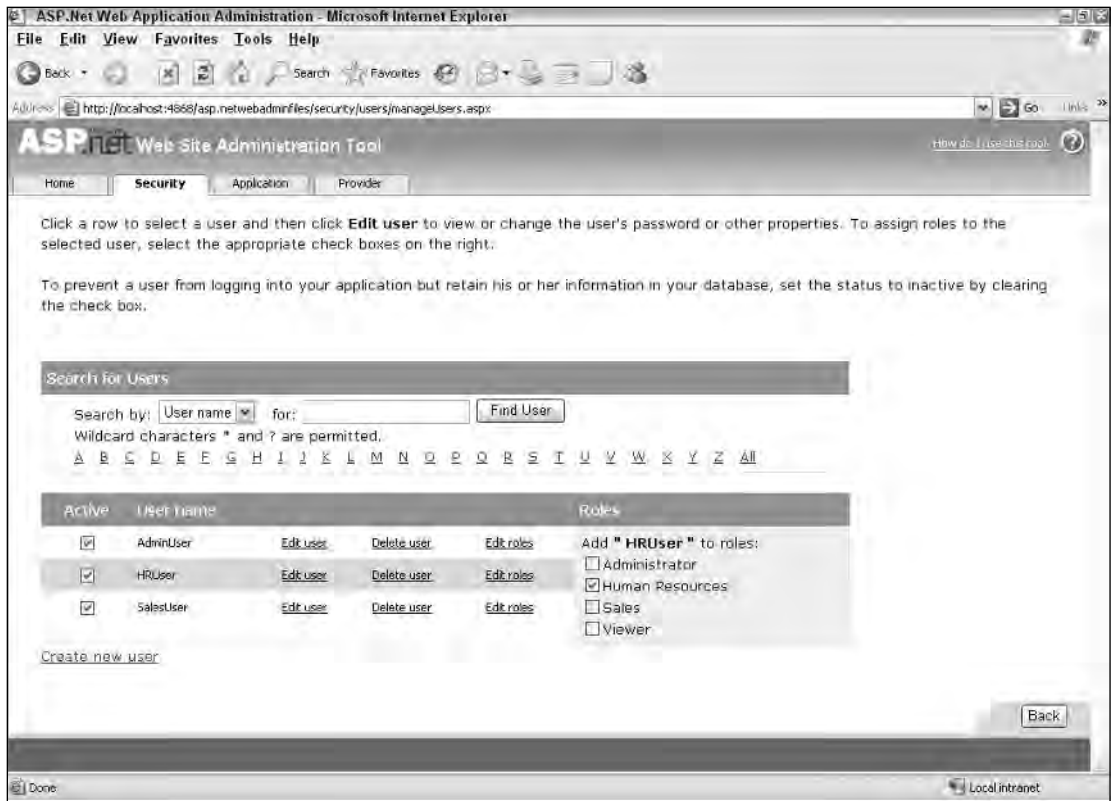 ASP.Net Web Application Administration - Microsoft Internet Explorer
File Edit View Favorites Tools Help
Back Search Favorites
Address http://localhost:4868/asp.netwebadminfiles/security/users/manageUsers.aspx Go Links »
ASP.net Web Site Administration Tool How do I use this tool? ?
Home Security Application Provider
Click a row to select a user and then click Edit user to view or change the user's password or other properties. To assign roles to the
selected user, select the appropriate check boxes on the right.
To prevent a user from logging into your application but retain his or her information in your database, set the status to inactive by clearing
the check box.
Search for Users
Search by: User name for: Find User
Wildcard characters * and ? are permitted.
A B C D E F G H I J K L M N O P Q R S T U V W X Y Z All
Active User name Roles
AdminUser Edit user Delete user Edit roles Add " HRUser " to roles:
Administrator
HRUser Edit user Delete user Edit roles Human Resources
SalesUser Edit user Delete user Edit roles Sales
Viewer
Create new user
Back
Done Local intranet